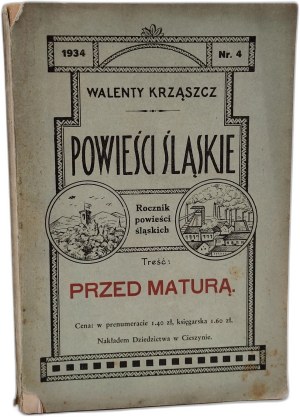 1934 Nr. 4
WALENTY KRZĄSZCZ
POWIEŚCI ŚLĄSKIE
Rocznik
powieści
śląskich
Treść:
PRZED MATURĄ.
Cena: w prenumeracie 1.40 zł, księgarska 1.60 zł.
Nakładem Dziedzictwa w Cieszynie.